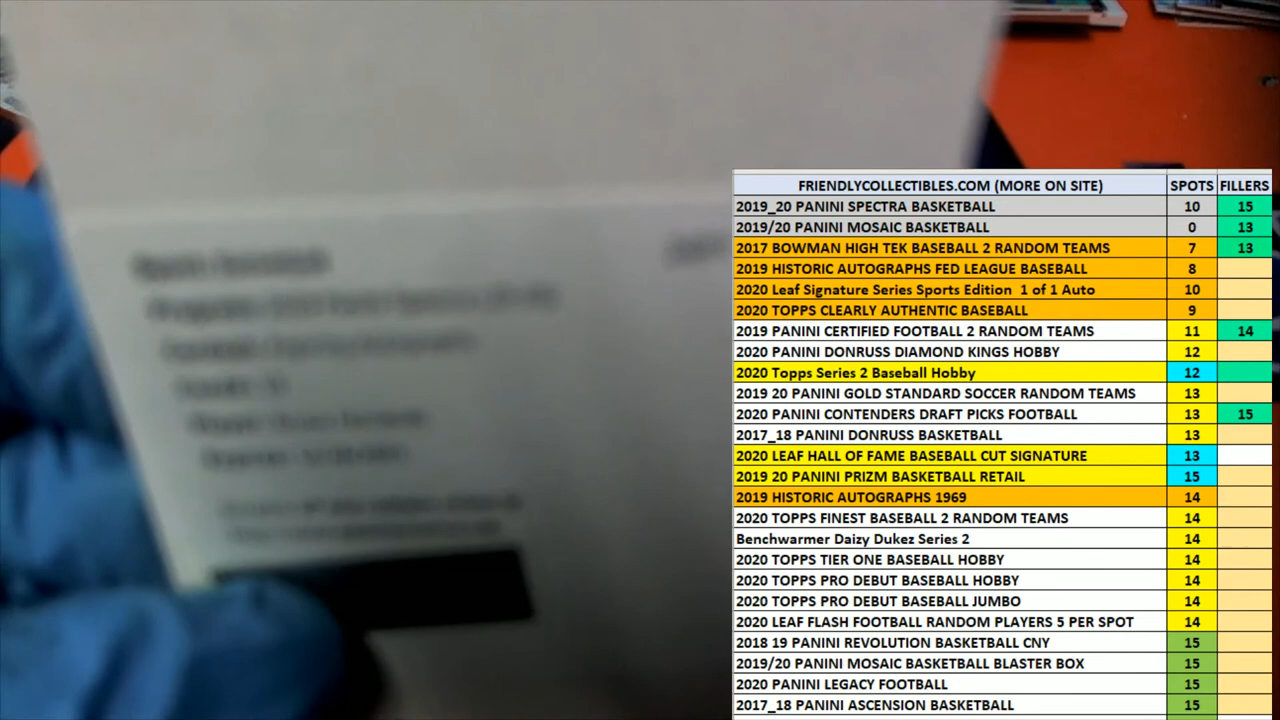 FRIENDLYCOLLECTIBLES.COM (MORE ON SITE) SPOTS FILLERS
2019_20 PANINI SPECTRA BASKETBALL 10 15
2019/20 PANINI MOSAIC BASKETBALL 0 13
2017 BOWMAN HIGH TEK BASEBALL 2 RANDOM TEAMS 7 13
2019 HISTORIC AUTOGRAPHS FED LEAGUE BASEBALL 8
2020 Leaf Signature Series Sports Edition 1 of 1 Auto 10
2020 TOPPS CLEARLY AUTHENTIC BASEBALL 9
2019 PANINI CERTIFIED FOOTBALL 2 RANDOM TEAMS 11 14
2020 PANINI DONRUSS DIAMOND KINGS HOBBY 12
2020 Topps Series 2 Baseball Hobby 12
2019 20 PANINI GOLD STANDARD SOCCER RANDOM TEAMS 13
2020 PANINI CONTENDERS DRAFT PICKS FOOTBALL 13 15
2017_18 PANINI DONRUSS BASKETBALL 13
2020 LEAF HALL OF FAME BASEBALL CUT SIGNATURE 13
2019 20 PANINI PRIZM BASKETBALL RETAIL 15
2019 HISTORIC AUTOGRAPHS 1969 14
2020 TOPPS FINEST BASEBALL 2 RANDOM TEAMS 14
Benchwarmer Daizy Dukez Series 2 14
2020 TOPPS TIER ONE BASEBALL HOBBY 14
2020 TOPPS PRO DEBUT BASEBALL HOBBY 14
2020 TOPPS PRO DEBUT BASEBALL JUMBO 14
2020 LEAF FLASH FOOTBALL RANDOM PLAYERS 5 PER SPOT 14
2018 19 PANINI REVOLUTION BASKETBALL CNY 15
2019/20 PANINI MOSAIC BASKETBALL BLASTER BOX 15
2020 PANINI LEGACY FOOTBALL 15
2017_18 PANINI ASCENSION BASKETBALL 15